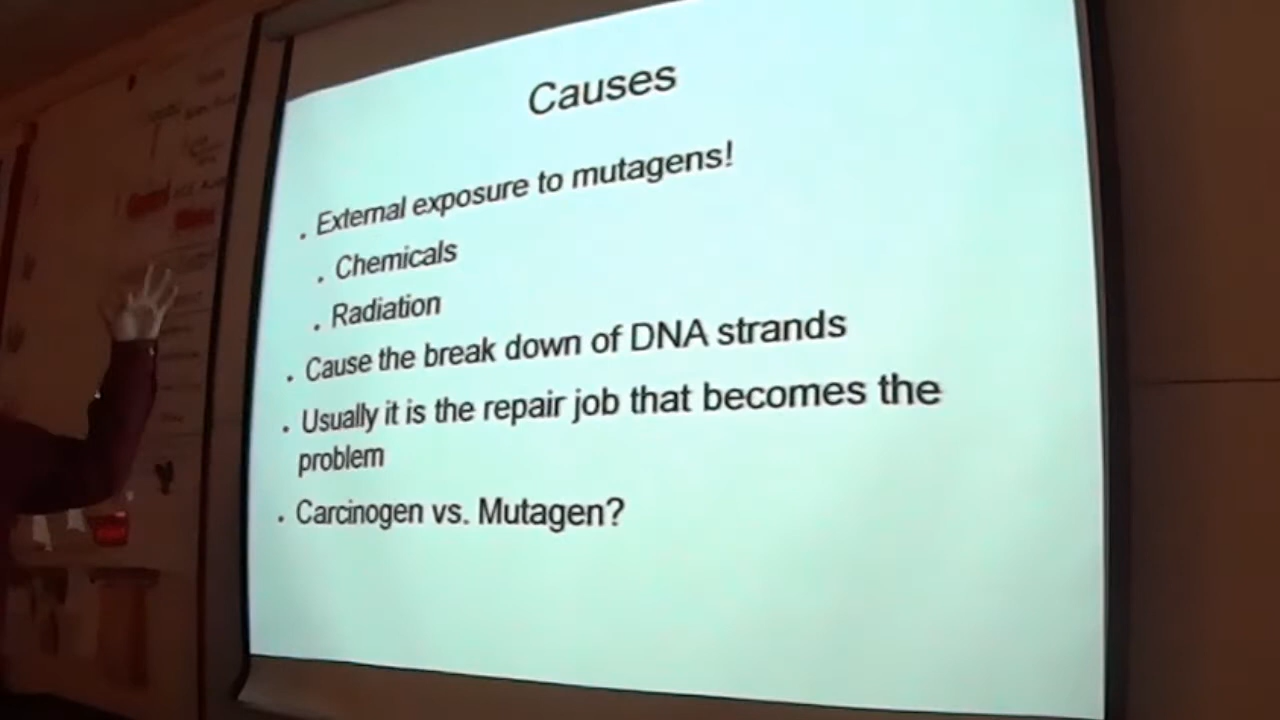 Causes
. External exposure to mutagens!
. Chemicals
. Radiation
. Cause the break down of DNA strands
. Usually it is the repair job that becomes the
problem
. Carcinogen vs. Mutagen?